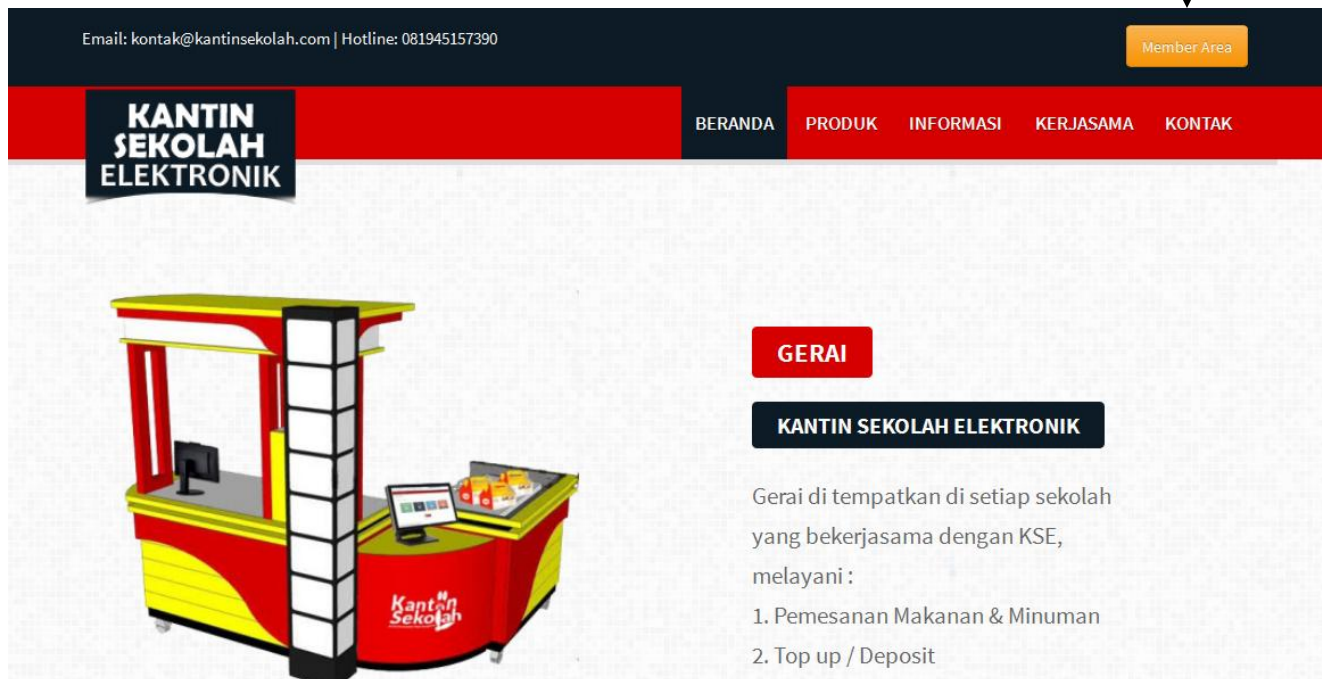 Email: kontak@kantinsekolah.com | Hotline: 081945157390
Member Area
KANTIN
SEKOLAH
ELEKTRONIK
BERANDA PRODUK INFORMASI KERJASAMA KONTAK
GERAI
KANTIN SEKOLAH ELEKTRONIK
Gerai di tempatkan di setiap sekolah
yang bekerjasama dengan KSE,
melayani :
1. Pemesanan Makanan & Minuman
2. Top up / Deposit
Kantin
Sekolah